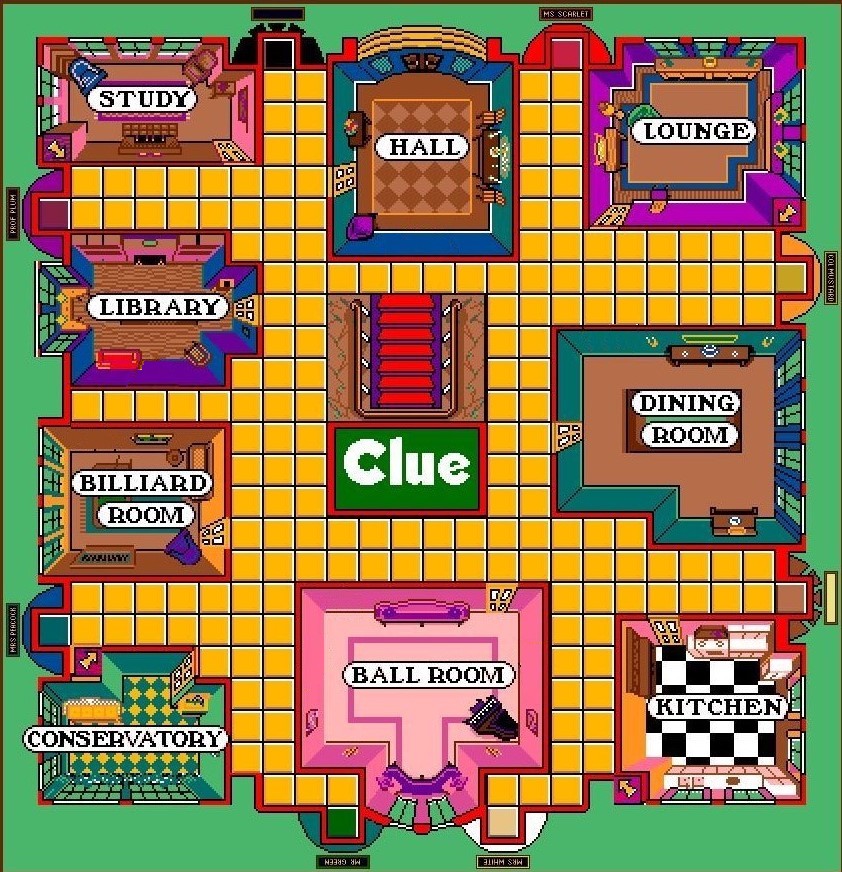 MS SCARLET
STUDY
LOUNGE
HALL
PROF PLUM
COL MUSTARD
LIBRARY
DINING
ROOM
Clue
BILLIARD
ROOM
MRS PEACOCK
BALL ROOM
KITCHEN
CONSERVATORY
MR GREEN
MRS WHITE